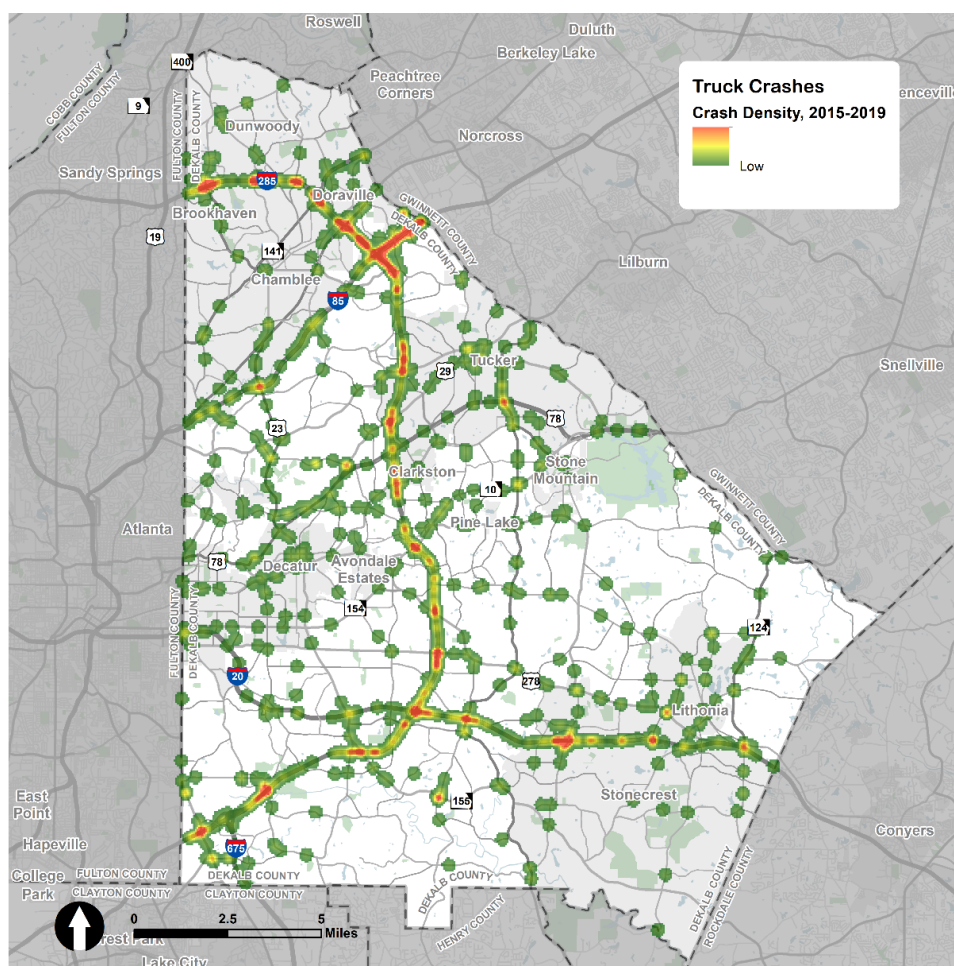 Roswell
Duluth
Berkeley Lake
400
Peachtree
Corners
Truck Crashes
Crash Density, 2015-2019
Low
COBB COUNTY
FULTON COUNTY
9
FULTON COUNTY
DEKALB COUNTY
Dunwoody
Norcross
Sandy Springs
285
Doraville
GWINNETT COUNTY
DEKALB COUNTY
Brookhaven
19
141
Chamblee
Lilburn
85
Tucker
29
Snellville
23
78
Clarkston
Stone
Mountain
10
GWINNETT COUNTY
DEKALB COUNTY
Pine Lake
Atlanta
78
Decatur
Avondale
Estates
154
FULTON COUNTY
DEKALB COUNTY
124
20
278
Lithonia
East
Point
155
Stonecrest
Hapeville
675
Conyers
College
Park
FULTON COUNTY
CLAYTON COUNTY
DEKALB COUNTY
CLAYTON COUNTY
DEKALB COUNTY
HENRY COUNTY
DEKALB COUNTY
ROCKDALE COUNTY
0
2.5
5
Miles
Lake City